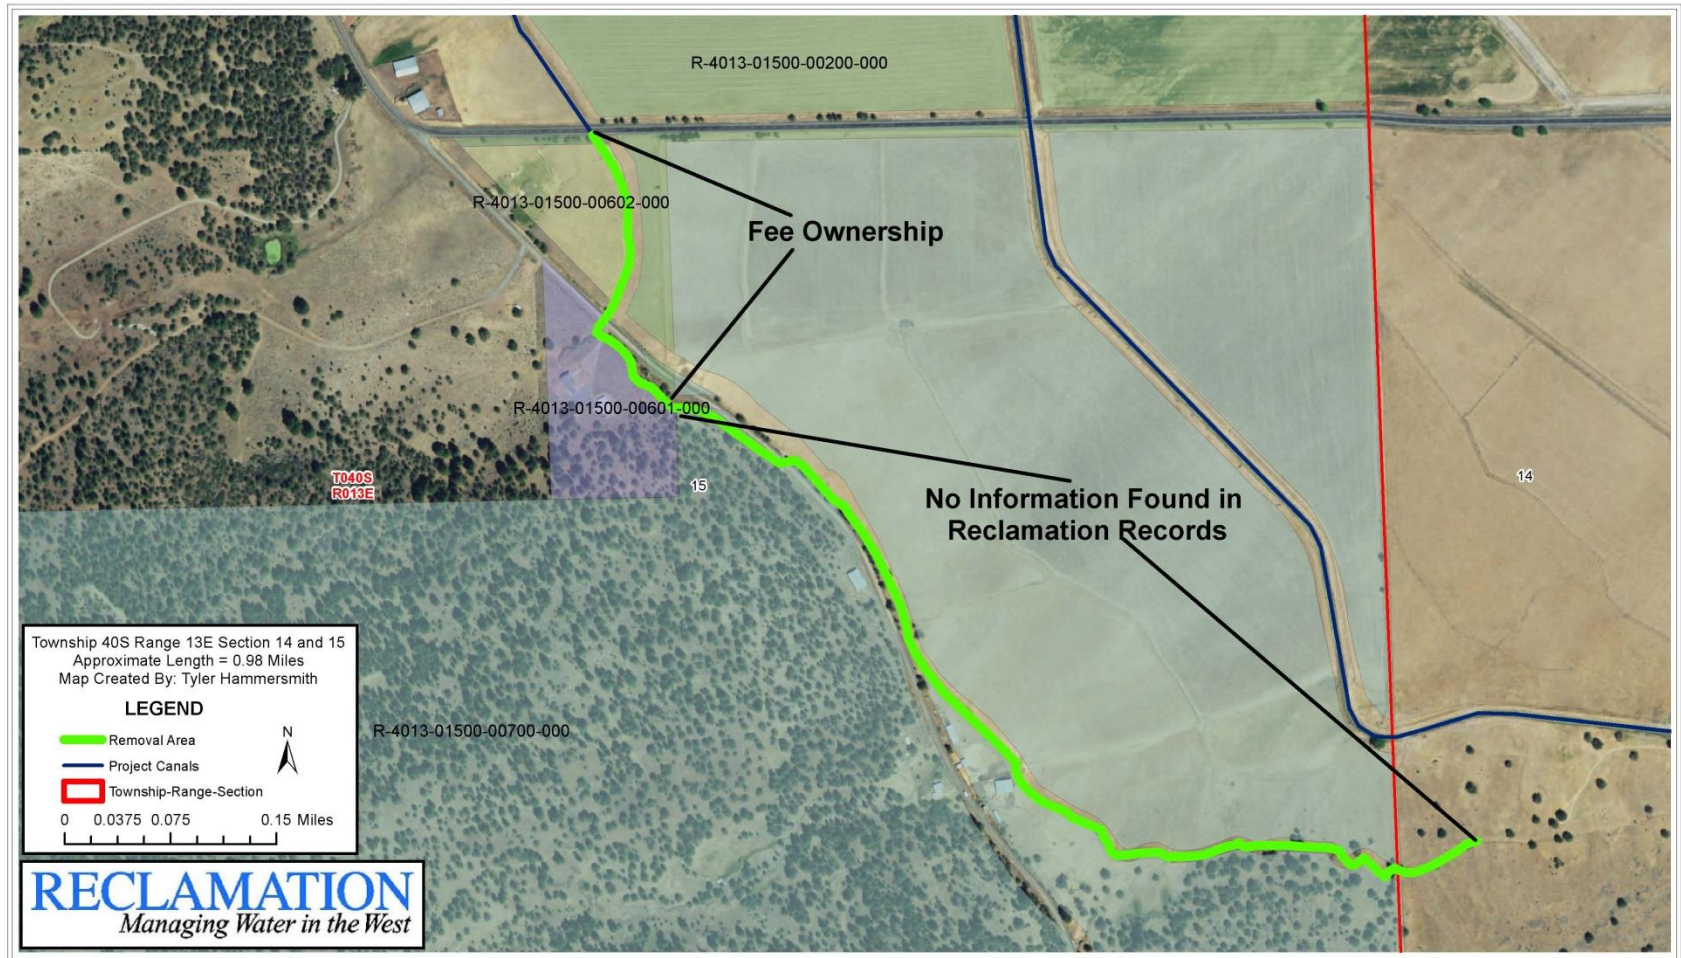 R-4013-01500-00200-000
R-4013-01500-00602-000
Fee Ownership
R-4013-01500-00601-000
T040S
R013E
15
14
No Information Found in
Reclamation Records
R-4013-01500-00700-000
Township 40S Range 13E Section 14 and 15
Approximate Length = 0.98 Miles
Map Created By: Tyler Hammersmith
LEGEND
Removal Area
N
Project Canals
Township-Range-Section
0 0.0375 0.075 0.15 Miles
RECLAMATION
Managing Water in the West